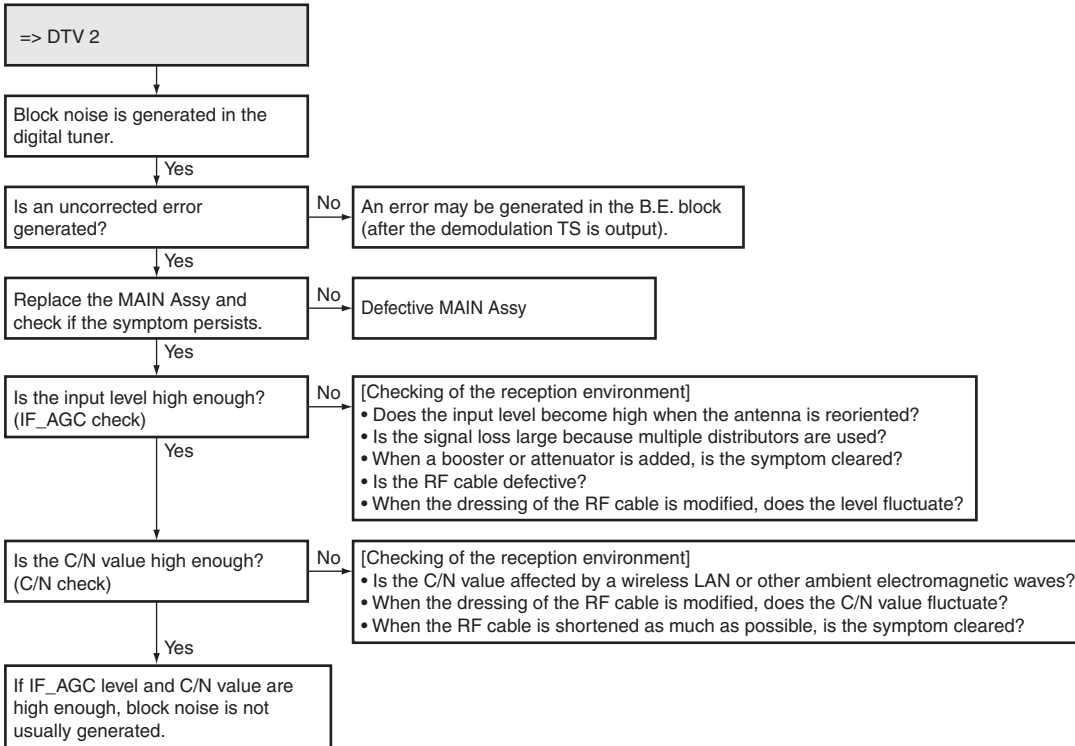 => DTV 2
Block noise is generated in the
digital tuner.
Yes
Is an uncorrected error
generated?
No
An error may be generated in the B.E. block
(after the demodulation TS is output).
Yes
Replace the MAIN Assy and
check if the symptom persists.
No
Defective MAIN Assy
Yes
Is the input level high enough?
(IF_AGC check)
No
[Checking of the reception environment]
• Does the input level become high when the antenna is reoriented?
• Is the signal loss large because multiple distributors are used?
• When a booster or attenuator is added, is the symptom cleared?
• Is the RF cable defective?
• When the dressing of the RF cable is modified, does the level fluctuate?
Yes
Is the C/N value high enough?
(C/N check)
No
[Checking of the reception environment]
• Is the C/N value affected by a wireless LAN or other ambient electromagnetic waves?
• When the dressing of the RF cable is modified, does the C/N value fluctuate?
• When the RF cable is shortened as much as possible, is the symptom cleared?
Yes
If IF_AGC level and C/N value are
high enough, block noise is not
usually generated.